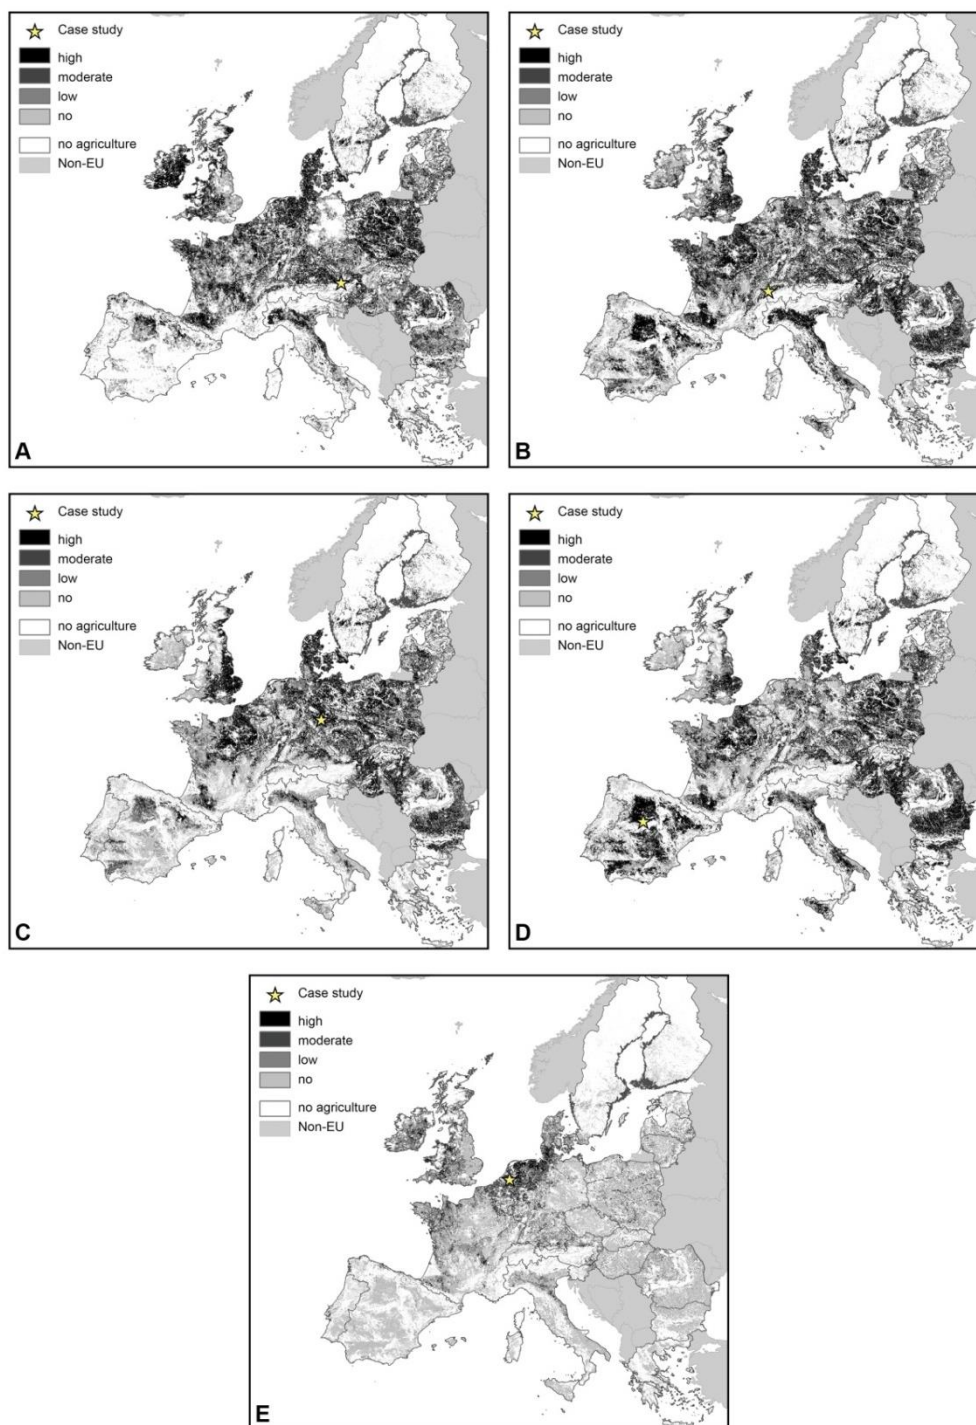 Case study
high
moderate
low
no
no agriculture
Non-EU
A
Case study
high
moderate
low
no
no agriculture
Non-EU
B
Case study
high
moderate
low
no
no agriculture
Non-EU
C
Case study
high
moderate
low
no
no agriculture
Non-EU
D
Case study
high
moderate
low
no
no agriculture
Non-EU
E